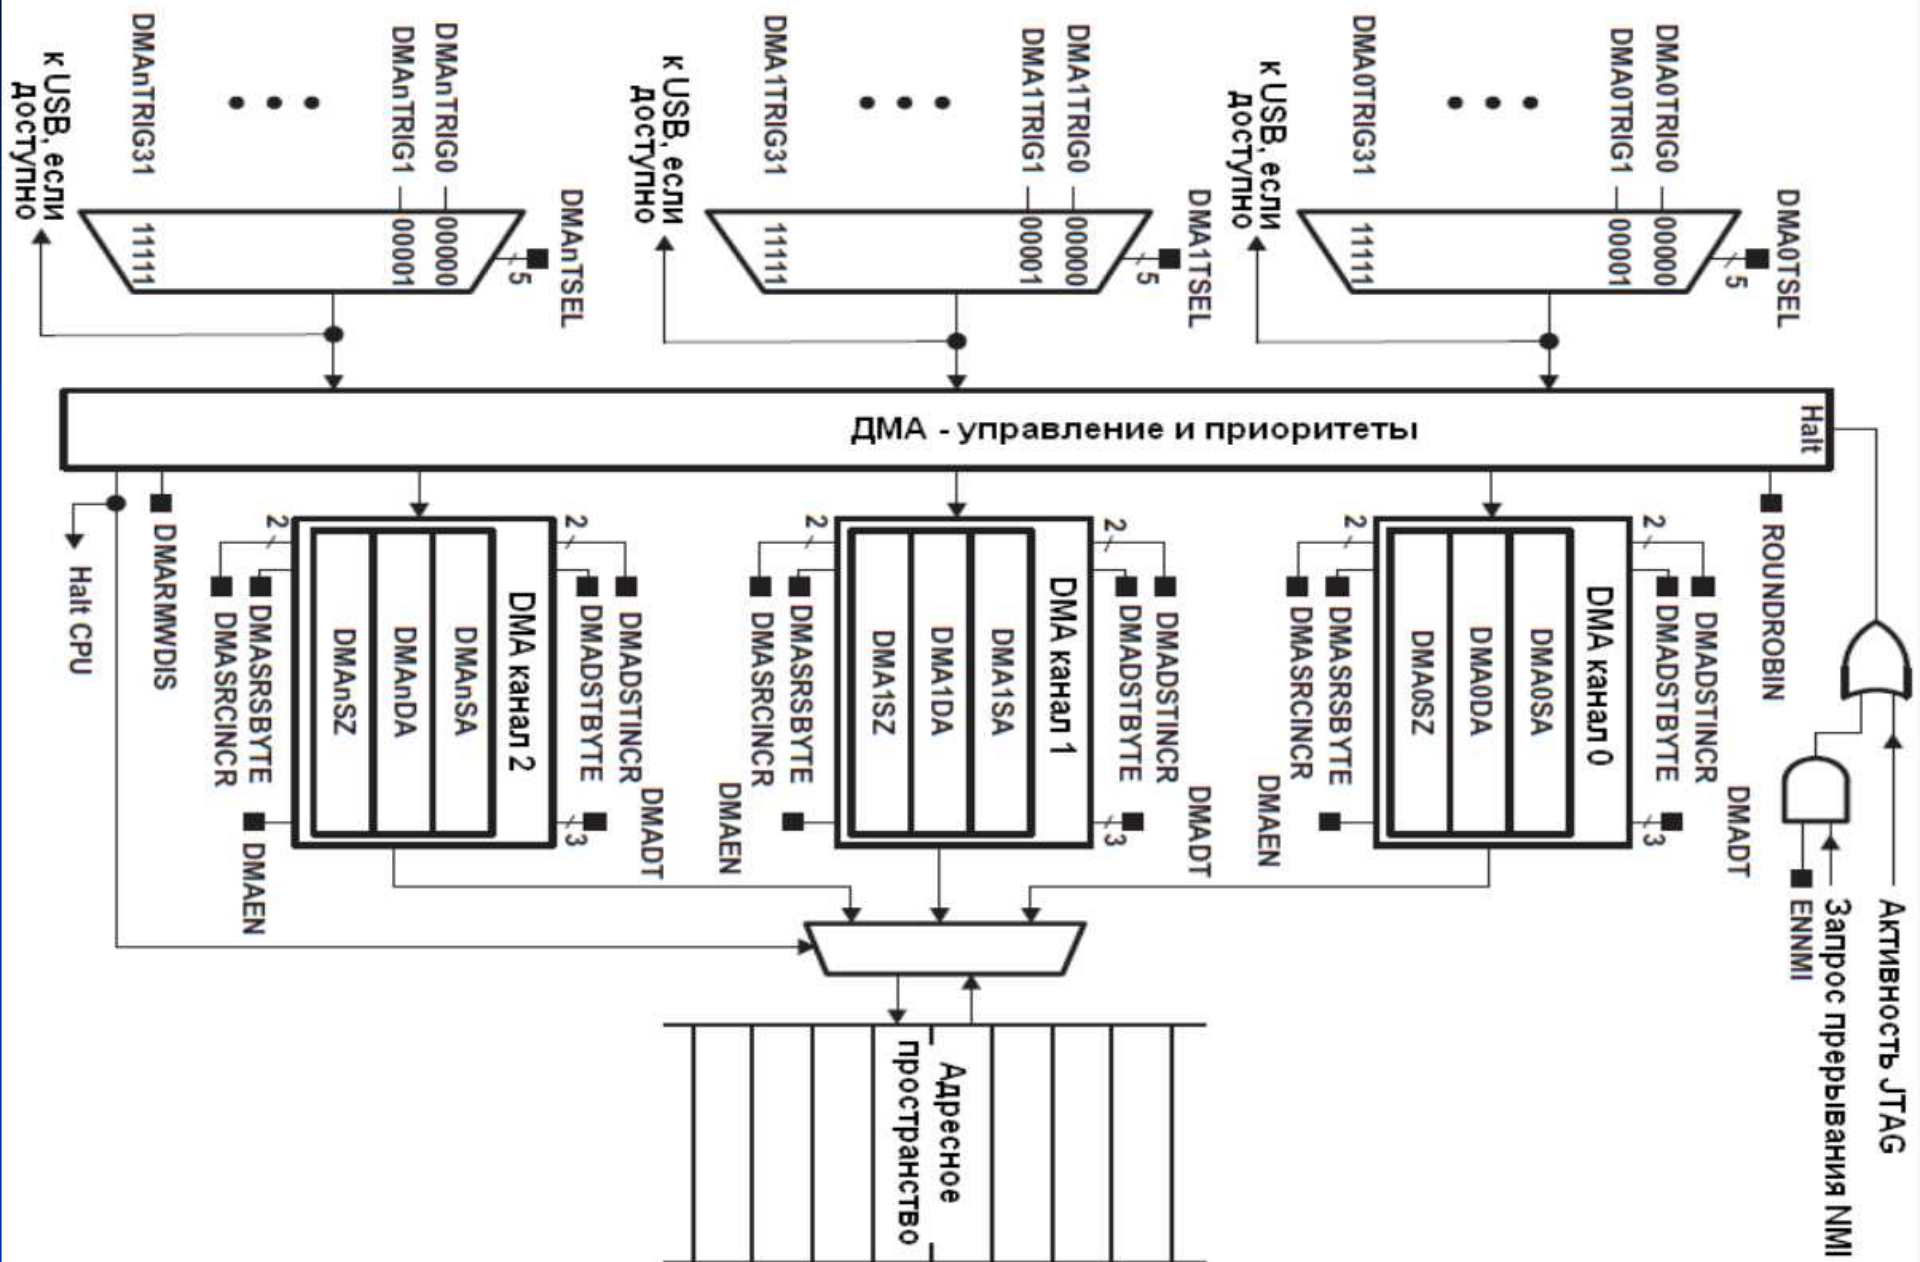 Активность JTAG
Запрос прерывания NMI
ENNMI
ROUNDROBIN
Halt
ДМА - управление и приоритеты
DMA0TSEL
5
DMA0TRIG0
00000
DMA0TRIG1
00001
DMA0TRIG31
11111
к USB, если
доступно
DMADSTINCR
2
DMADSTBYTE
DMADT
3
DMA канал 0
DMA0SA
DMA0DA
DMA0SZ
2
DMASRSBYTE
DMASRCINCR
DMAEN
DMA1TSEL
5
DMA1TRIG0
00000
DMA1TRIG1
00001
DMA1TRIG31
11111
к USB, если
доступно
DMADSTINCR
2
DMADSTBYTE
DMADT
3
DMA канал 1
DMA1SA
DMA1DA
DMA1SZ
2
DMASRSBYTE
DMASRCINCR
DMAEN
Адресное
пространство
DMAnTSEL
5
DMAnTRIG0
00000
DMAnTRIG1
00001
DMAnTRIG31
11111
к USB, если
доступно
DMADSTINCR
2
DMADSTBYTE
DMADT
3
DMA канал 2
DMAnSA
DMAnDA
DMAnSZ
2
DMASRSBYTE
DMASRCINCR
DMAEN
DMARMWDIS
Halt CPU